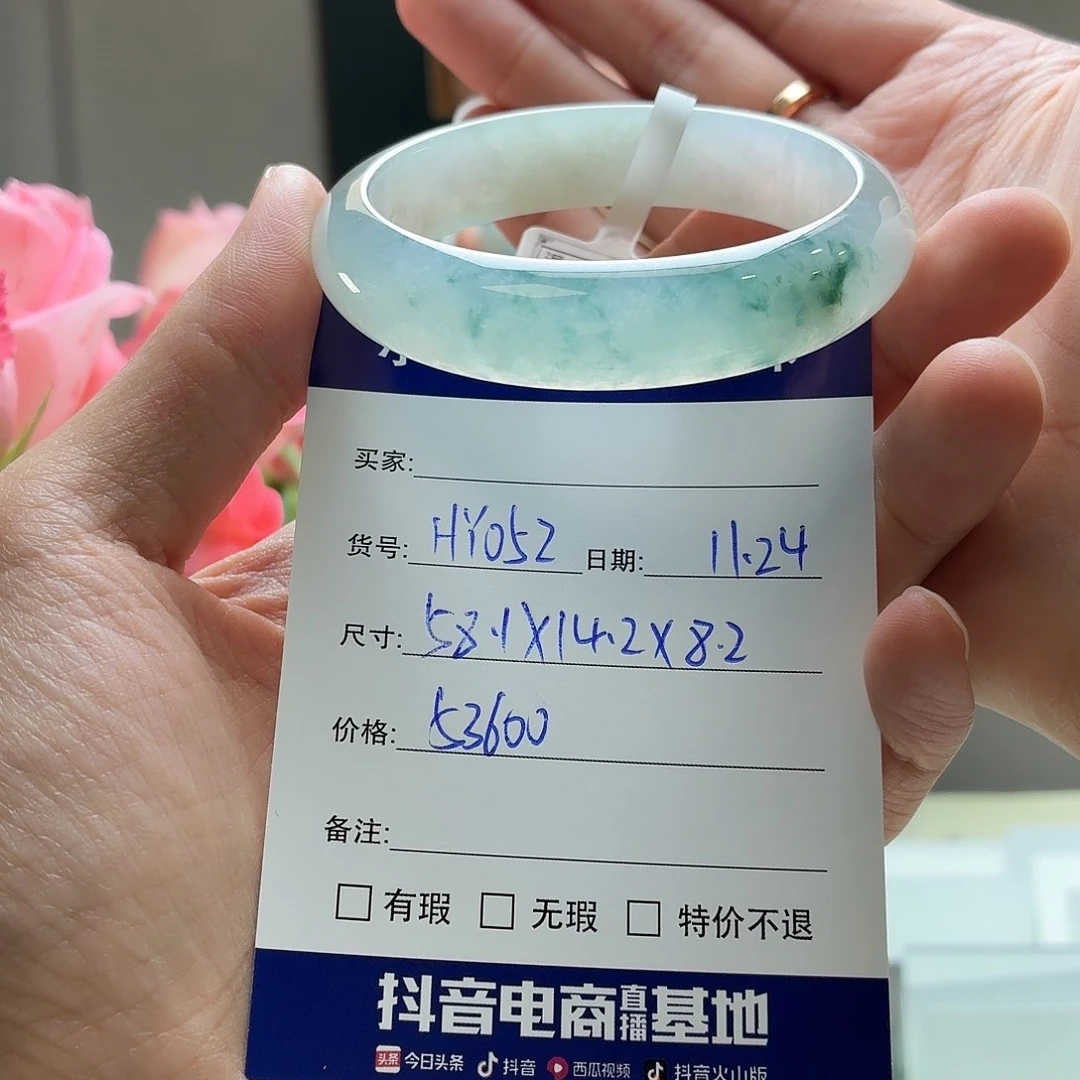 买家:
货号: HY052 日期: 11.24
尺寸: 58.1X14.2X8.2
价格: 53600
备注:
□ 有瑕 □ 无瑕 □ 特价不退
抖音电商直播基地
头条 今日头条 抖音 西瓜视频 抖音火山版